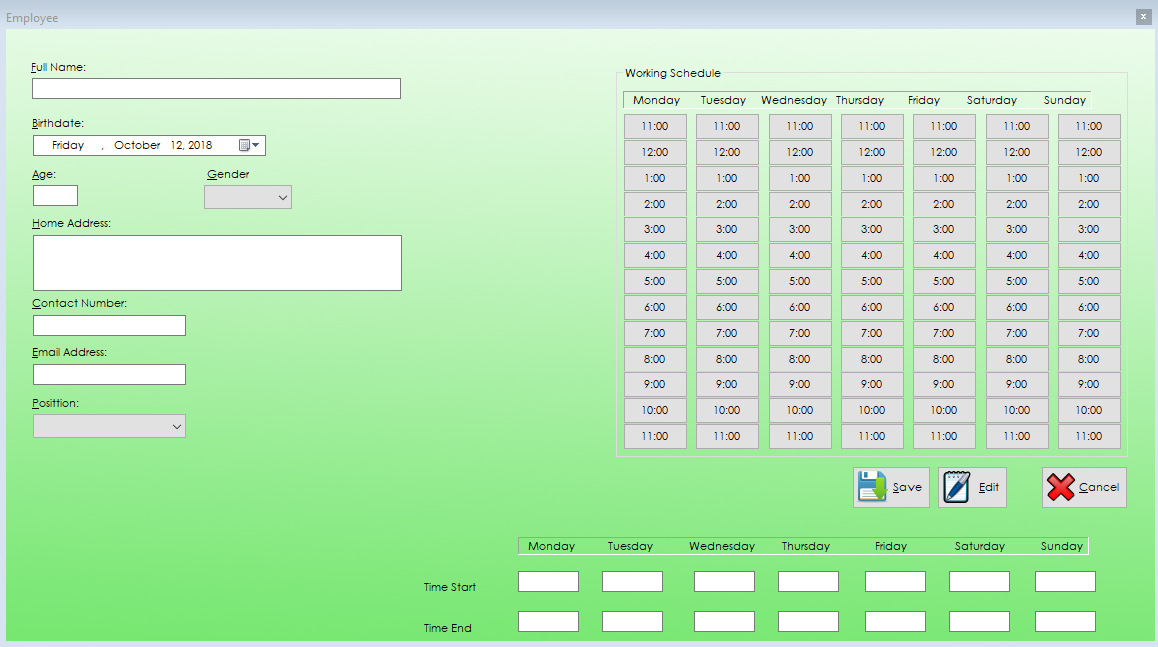 Employee
Full Name:
Birthdate:
Friday , October 12, 2018
Age: Gender
Home Address:
Contact Number:
Email Address:
Position:
Working Schedule
Monday Tuesday Wednesday Thursday Friday Saturday Sunday
11:00 11:00 11:00 11:00 11:00 11:00 11:00
12:00 12:00 12:00 12:00 12:00 12:00 12:00
1:00 1:00 1:00 1:00 1:00 1:00 1:00
2:00 2:00 2:00 2:00 2:00 2:00 2:00
3:00 3:00 3:00 3:00 3:00 3:00 3:00
4:00 4:00 4:00 4:00 4:00 4:00 4:00
5:00 5:00 5:00 5:00 5:00 5:00 5:00
6:00 6:00 6:00 6:00 6:00 6:00 6:00
7:00 7:00 7:00 7:00 7:00 7:00 7:00
8:00 8:00 8:00 8:00 8:00 8:00 8:00
9:00 9:00 9:00 9:00 9:00 9:00 9:00
10:00 10:00 10:00 10:00 10:00 10:00 10:00
11:00 11:00 11:00 11:00 11:00 11:00 11:00
Save Edit Cancel
Monday Tuesday Wednesday Thursday Friday Saturday Sunday
Time Start
Time End